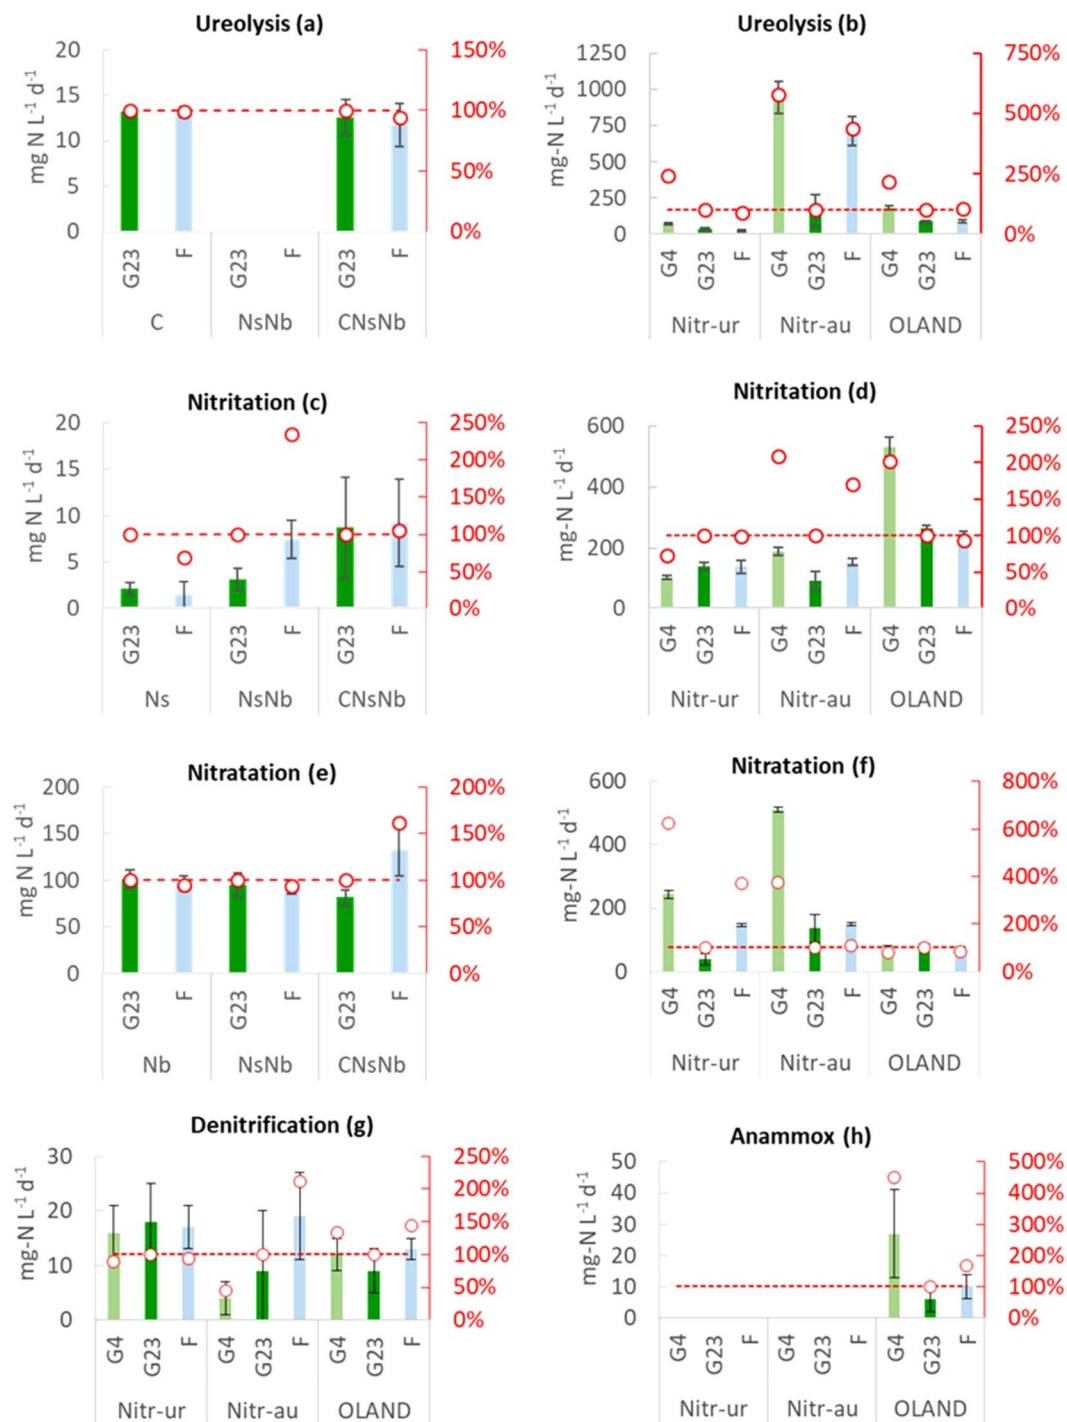 Ureolysis (a)
mg N L-1 d-1
20
15
10
5
0
150%
100%
50%
0%
G23 F G23 F G23 F
C NsNb CNsNb
Ureolysis (b)
mg-N L-1 d-1
1250
1000
750
500
250
0
750%
500%
250%
0%
G4 G23 F G4 G23 F G4 G23 F
Nitr-ur Nitr-au OLAND
Nitritation (c)
mg N L-1 d-1
20
15
10
5
0
250%
200%
150%
100%
50%
0%
G23 F G23 F G23 F
Ns NsNb CNsNb
Nitritation (d)
mg-N L-1 d-1
600
400
200
0
250%
200%
150%
100%
50%
0%
G4 G23 F G4 G23 F G4 G23 F
Nitr-ur Nitr-au OLAND
Nitratation (e)
mg N L-1 d-1
200
150
100
50
0
200%
150%
100%
50%
0%
G23 F G23 F G23 F
Nb NsNb CNsNb
Nitratation (f)
mg-N L-1 d-1
600
400
200
0
800%
600%
400%
200%
0%
G4 G23 F G4 G23 F G4 G23 F
Nitr-ur Nitr-au OLAND
Denitrification (g)
mg-N L-1 d-1
30
20
10
0
250%
200%
150%
100%
50%
0%
G4 G23 F G4 G23 F G4 G23 F
Nitr-ur Nitr-au OLAND
Anammox (h)
mg-N L-1 d-1
50
40
30
20
10
0
500%
400%
300%
200%
100%
0%
G4 G23 F G4 G23 F G4 G23 F
Nitr-ur Nitr-au OLAND